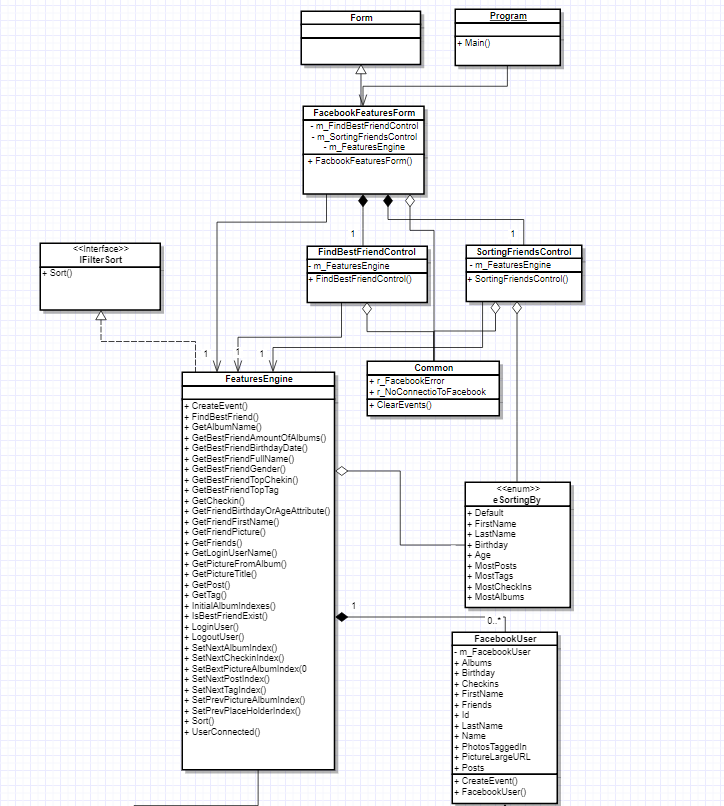 Form
Program
+ Main()
FacebookFeaturesForm
- m_FindBestFriendControl
- m_SortingFriendsControl
- m_FeaturesEngine
+ FacbookFeaturesForm()
1
1
<<Interface>>
IFilterSort
+ Sort()
FindBestFriendControl
- m_FeaturesEngine
+ FindBestFriendControl()
SortingFriendsControl
- m_FeaturesEngine
+ SortingFriendsControl()
1
1
1
Common
+ r_FacebookError
+ r_NoConnectioToFacebook
+ ClearEvents()
FeaturesEngine
+ CreateEvent()
+ FindBestFriend()
+ GetAlbumName()
+ GetBestFriendAmountOfAlbums()
+ GetBestFriendBirthdayDate()
+ GetBestFriendFullName()
+ GetBestFriendGender()
+ GetBestFriendTopChekin()
+ GetBestFriendTopTag
+ GetCheckin()
+ GetFriendBirthdayOrAgeAttribute()
+ GetFriendFirstName()
+ GetFriendPicture()
+ GetFriends()
+ GetLoginUserName()
+ GetPictureFromAlbum()
+ GetPictureTitle()
+ GetPost()
+ GetTag()
+ InitialAlbumIndexes()
+ IsBestFriendExist()
+ LoginUser()
+ LogoutUser()
+ SetNextAlbumIndex()
+ SetNextCheckinIndex()
+ SetBextPictureAlbumIndex(0
+ SetNextPostIndex()
+ SetNextTagIndex()
+ SetPrevPictureAlbumIndex()
+ SetPrevPlaceHolderIndex()
+ Sort()
+ UserConnected()
<<enum>>
eSortingBy
+ Default
+ FirstName
+ LastName
+ Birthday
+ Age
+ MostPosts
+ MostTags
+ MostCheckIns
+ MostAlbums
1
0..*
FacebookUser
- m_FacebookUser
+ Albums
+ Birthday
+ Checkins
+ FirstName
+ Friends
+ Id
+ LastName
+ Name
+ PhotosTaggedIn
+ PictureLargeURL
+ Posts
+ CreateEvent()
+ FacebookUser()